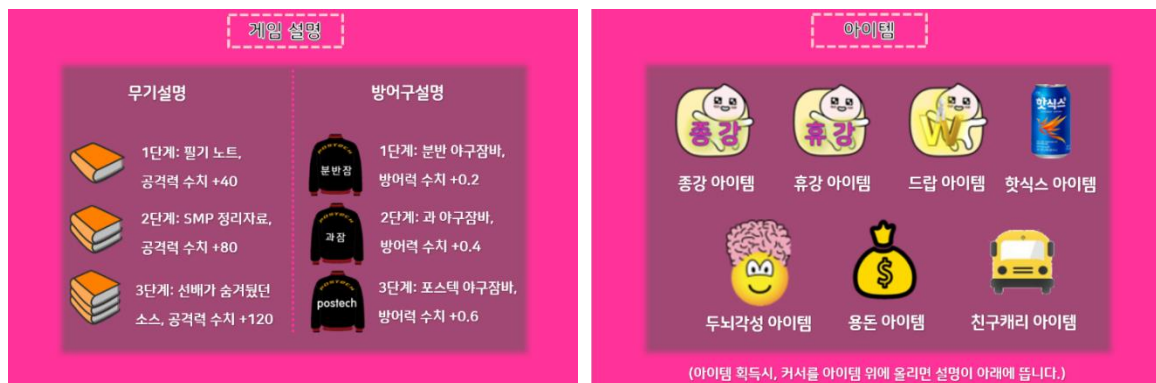 게임 설명
무기설명
1단계: 필기 노트,
공격력 수치 +40
2단계: SMP 정리자료,
공격력 수치 +80
3단계: 선배가 숨겨뒀던
소스, 공격력 수치 +120
방어구설명
POSTECH
분반잠
1단계: 분반 야구잠바,
방어력 수치 +0.2
POSTECH
과잠
2단계: 과 야구잠바,
방어력 수치 +0.4
POSTECH
postech
3단계: 포스텍 야구잠바,
방어력 수치 +0.6
아이템
종강
종강 아이템
휴강
휴강 아이템
W
드랍 아이템
핫식스
핫식스 아이템
두뇌각성 아이템
$
용돈 아이템
친구캐리 아이템
(아이템 획득시, 커서를 아이템 위에 올리면 설명이 아래에 뜹니다.)